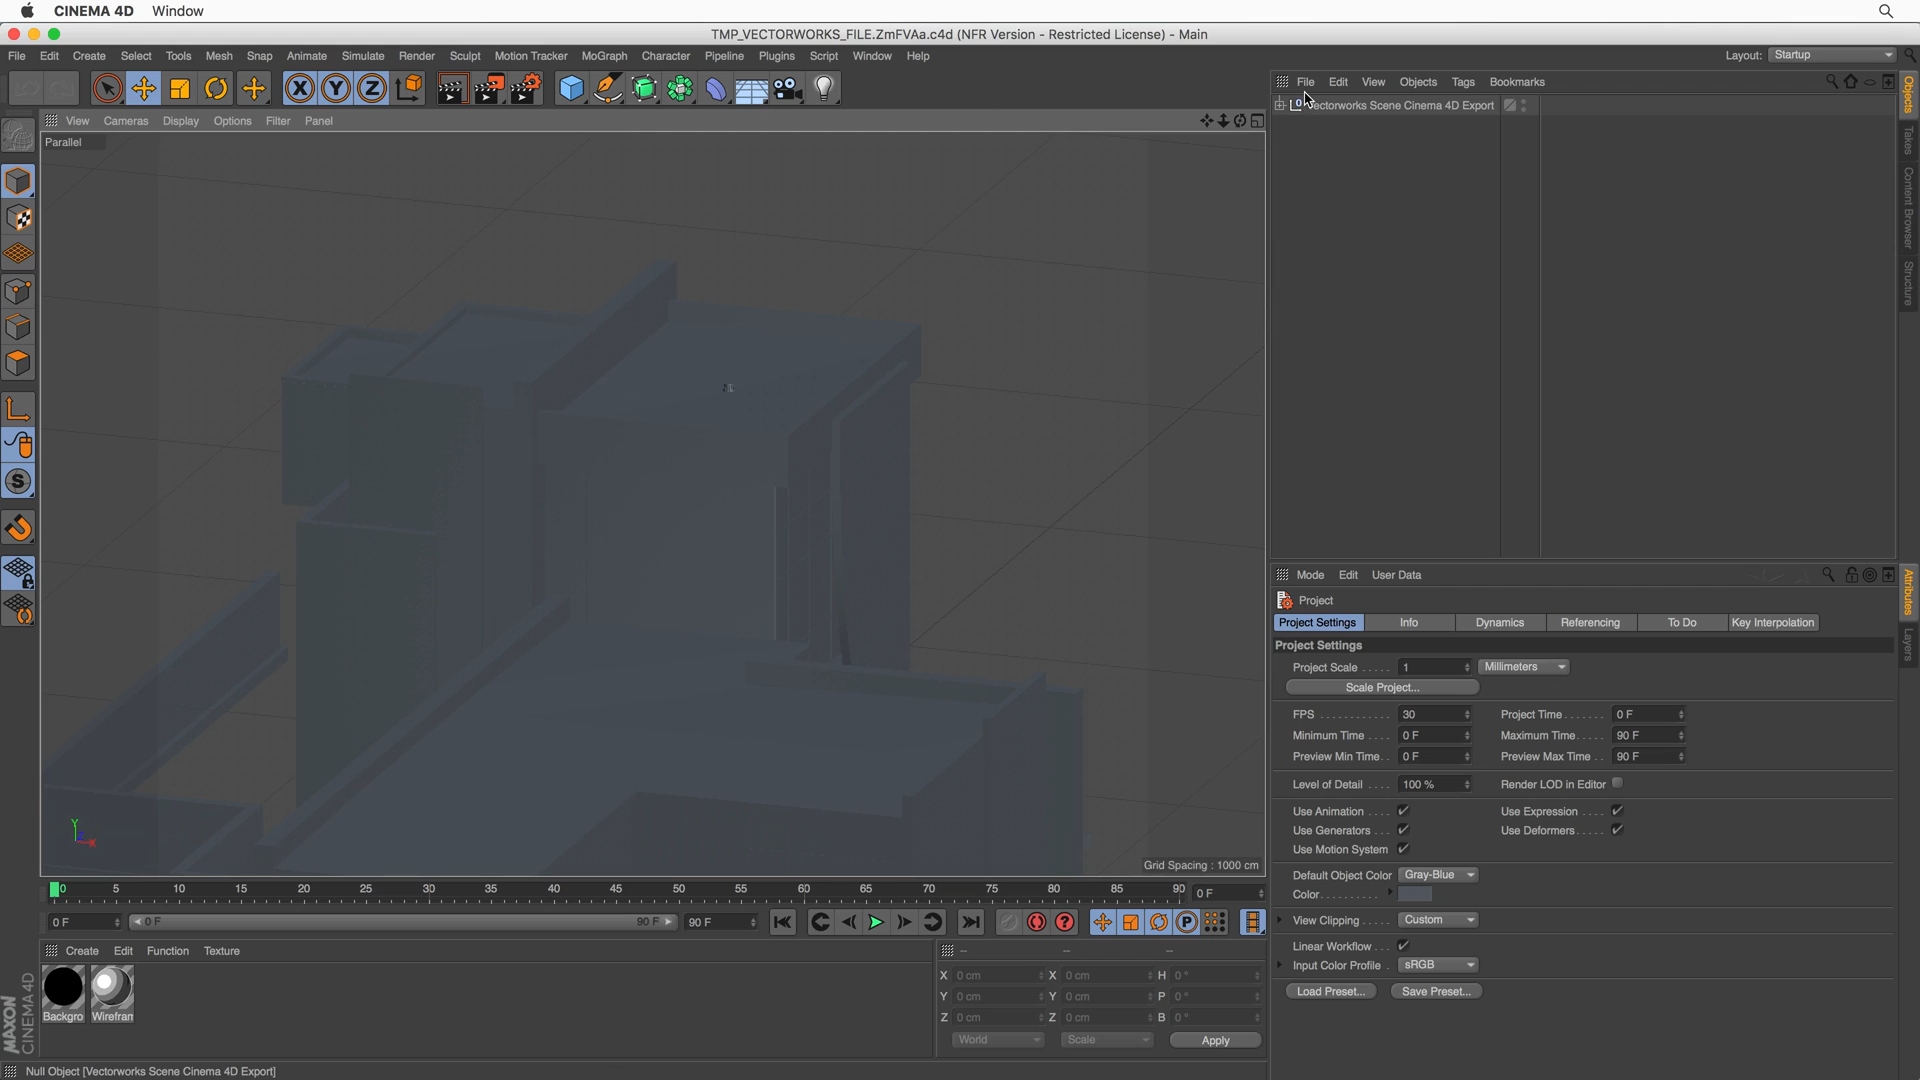 CINEMA 4D Window
TMP_VECTORWORKS_FILE.ZmFVAa.c4d (NFR Version - Restricted License) - Main
File Edit Create Select Tools Mesh Snap Animate Simulate Render Sculpt Motion Tracker MoGraph Character Pipeline Plugins Script Window Help
Layout: Startup
X Y Z
File Edit View Objects Tags Bookmarks
View Cameras Display Options Filter Panel
Vectorworks Scene Cinema 4D Export
Parallel
Objects
Takes
Content Browser
Structure
Grid Spacing : 1000 cm
Mode Edit User Data
Project
Project Settings Info Dynamics Referencing To Do Key Interpolation
Project Settings
Project Scale ..... 1 Millimeters
Scale Project...
FPS ............ 30 Project Time ....... 0 F
Minimum Time .... 0 F Maximum Time ..... 90 F
Preview Min Time . . 0 F Preview Max Time . . 90 F
Level of Detail .... 100 % Render LOD in Editor
Use Animation .... Use Expression ....
Use Generators ... Use Deformers .....
Use Motion System
Default Object Color Gray-Blue
Color ..........
View Clipping ..... Custom
Linear Workflow ...
Input Color Profile . sRGB
Load Preset... Save Preset...
Attributes
Layers
0 5 10 15 20 25 30 35 40 45 50 55 60 65 70 75 80 85 90 0 F
0 F 0 F 90 F 90 F
Create Edit Function Texture
Backgro Wirefran
-- -- --
X 0 cm X 0 cm H 0 °
Y 0 cm Y 0 cm P 0 °
Z 0 cm Z 0 cm B 0 °
World Scale Apply
MAXON
CINEMA 4D
Null Object [Vectorworks Scene Cinema 4D Export]